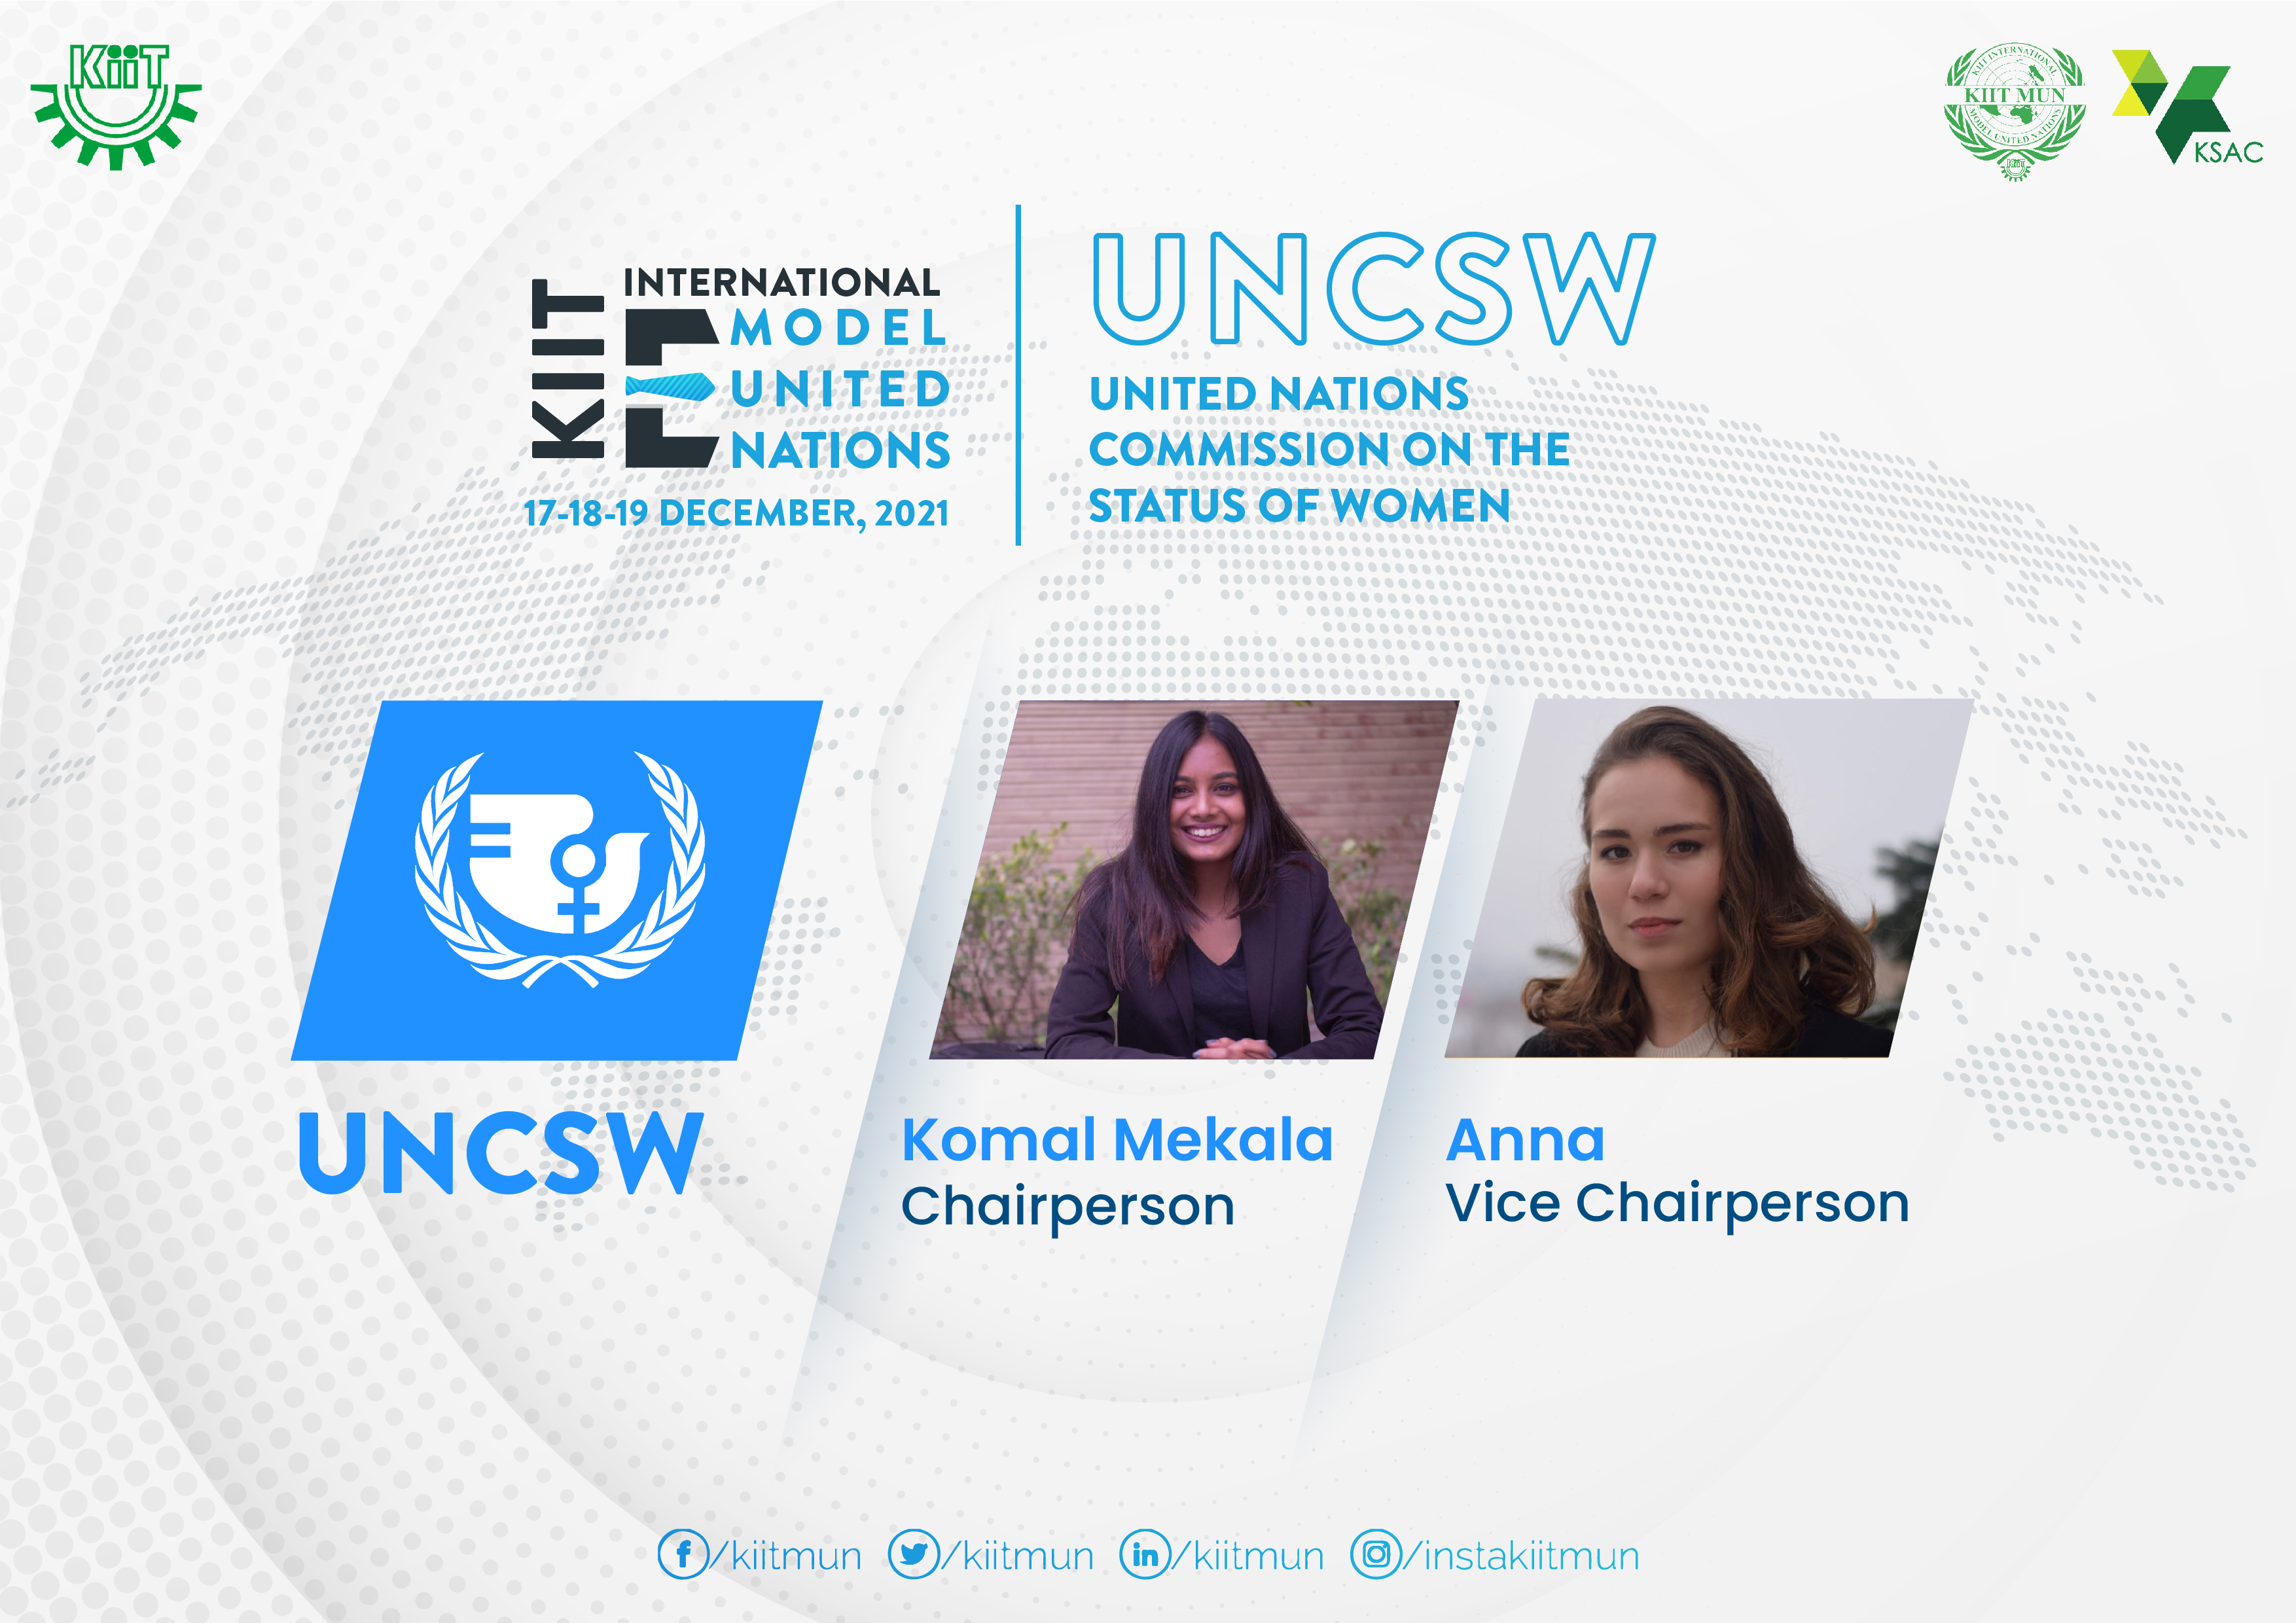 KiiT
KIIT INTERNATIONAL
KIIT MUN
MODEL UNITED NATIONS
KiiT
KSAC
KIIT
INTERNATIONAL
E
MODEL
UNITED
NATIONS
17-18-19 DECEMBER, 2021
UNCSW
UNITED NATIONS
COMMISSION ON THE
STATUS OF WOMEN
UNCSW
Komal Mekala
Chairperson
Anna
Vice Chairperson
/kiitmun /kiitmun in/kiitmun /instakiitmun